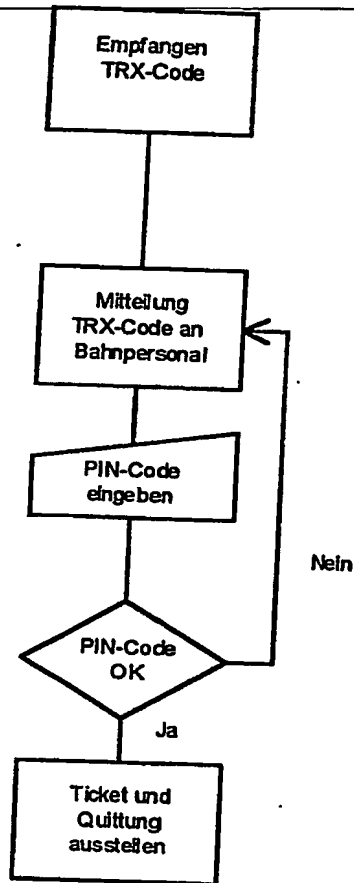 Empfangen
TRX-Code
Mitteilung
TRX-Code an
Bahnpersonal
PIN-Code
eingeben
Nein
PIN-Code
OK
Ja
Ticket und
Quittung
ausstellen